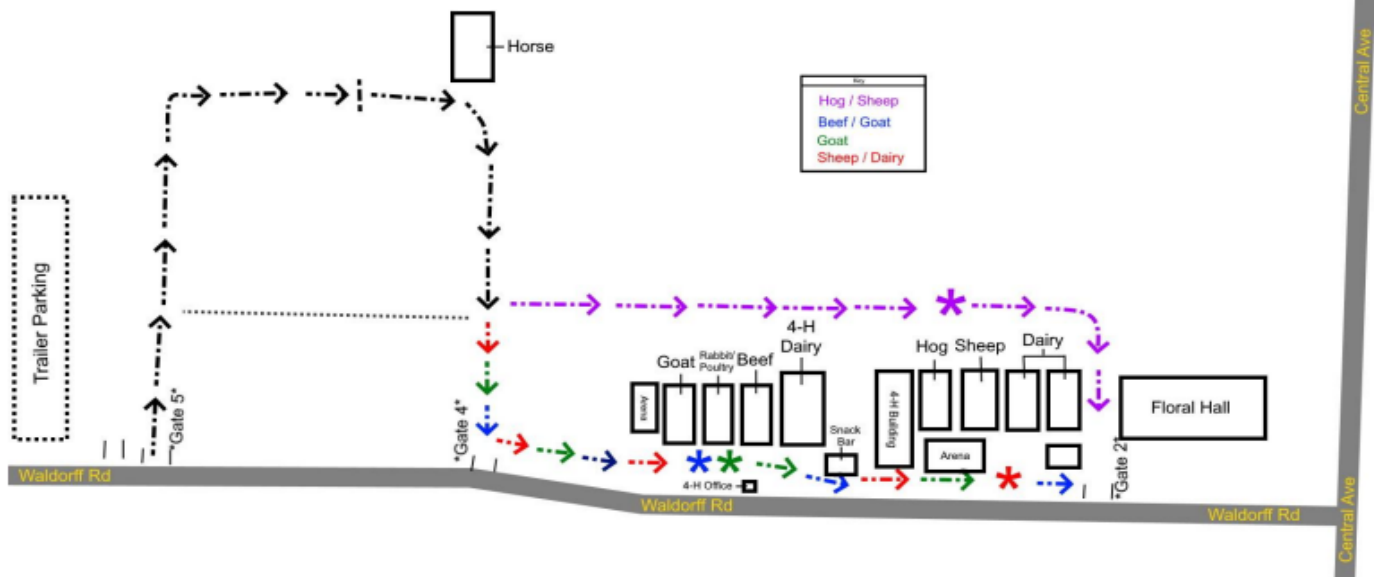 Horse
Central Ave
Key
Hog / Sheep
Beef / Goat
Goat
Sheep / Dairy
Trailer Parking
4-H
Dairy
Goat
Rabbit/
Poultry
Beef
Hog
Sheep
Dairy
Arena
4-H Building
Floral Hall
*Gate 5*
*Gate 4*
Snack
Bar
Arena
*Gate 2*
4-H Office
Waldorff Rd
Waldorff Rd
Waldorff Rd
Central Ave